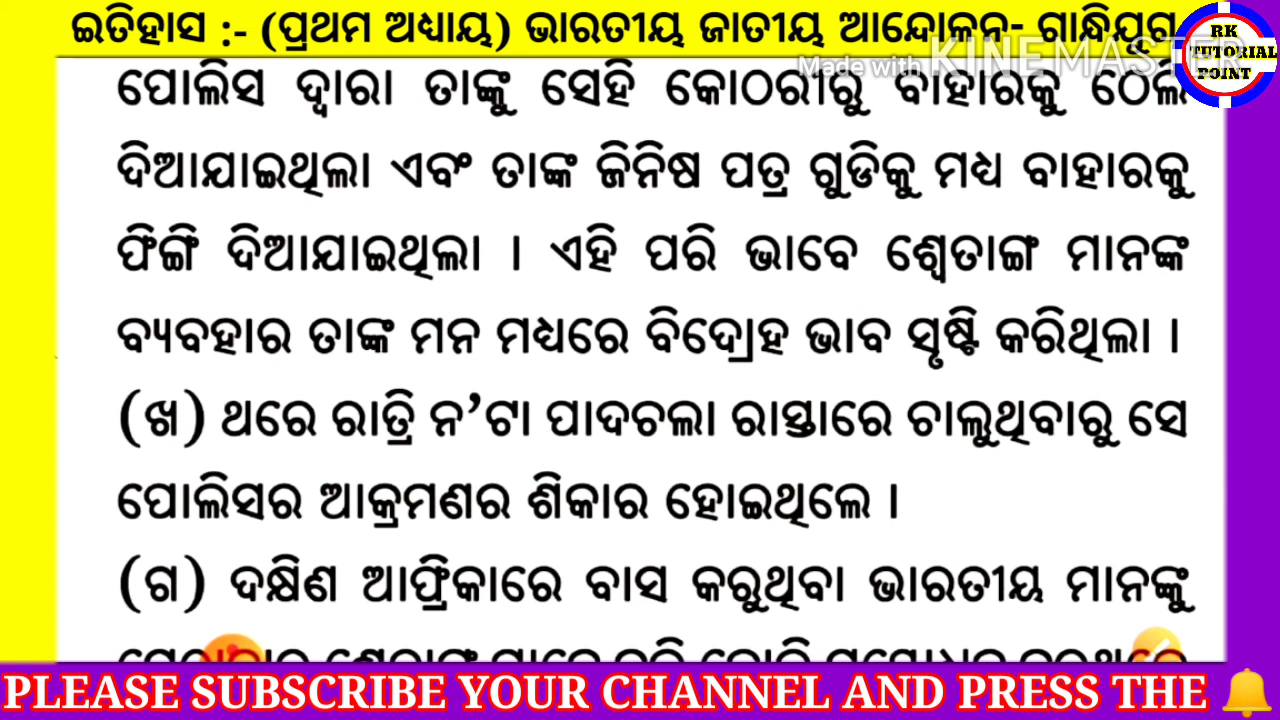 ଇତିହାସ :- (ପ୍ରଥମ ଅଧ୍ୟାୟ) ଭାରତୀୟ ଜାତୀୟ ଆନ୍ଦୋଳନ- ଗାନ୍ଧିଯୁଗ
RK
TUTORIAL
POINT
Made with KINEMASTER
ପୋଲିସ ଦ୍ଵାରା ତାଙ୍କୁ ସେହି କୋଠରୀରୁ ବାହାରକୁ ଠେଲି
ଦିଆଯାଇଥିଲା ଏବଂ ତାଙ୍କ ଜିନିଷ ପତ୍ର ଗୁଡିକୁ ମଧ୍ୟ ବାହାରକୁ
ଫିଙ୍ଗି ଦିଆଯାଇଥିଲା । ଏହି ପରି ଭାବେ ଶ୍ଵେତାଙ୍ଗ ମାନଙ୍କ
ବ୍ୟବହାର ତାଙ୍କ ମନ ମଧ୍ୟରେ ବିଦ୍ରୋହ ଭାବ ସୃଷ୍ଟି କରିଥିଲା ।
(ଖ) ଥରେ ରାତ୍ରି ନ’ଟା ପାଦଚଲା ରାସ୍ତାରେ ଚାଲୁଥିବାରୁ ସେ
ପୋଲିସର ଆକ୍ରମଣର ଶିକାର ହୋଇଥିଲେ ।
(ଗ) ଦକ୍ଷିଣ ଆଫ୍ରିକାରେ ବାସ କରୁଥିବା ଭାରତୀୟ ମାନଙ୍କୁ
PLEASE SUBSCRIBE YOUR CHANNEL AND PRESS THE 🔔